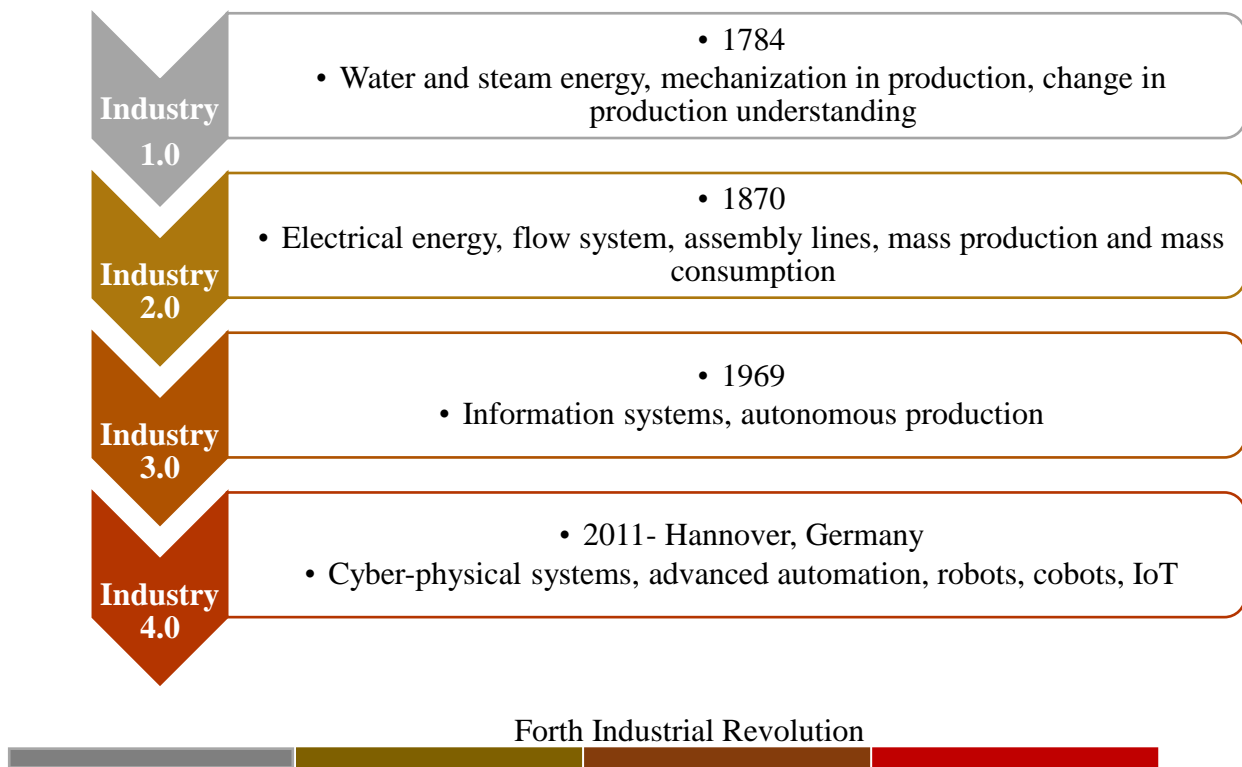 Industry
1.0
• 1784
• Water and steam energy, mechanization in production, change in
production understanding
Industry
2.0
• 1870
• Electrical energy, flow system, assembly lines, mass production and mass
consumption
Industry
3.0
• 1969
• Information systems, autonomous production
Industry
4.0
• 2011- Hannover, Germany
• Cyber-physical systems, advanced automation, robots, cobots, IoT
Forth Industrial Revolution